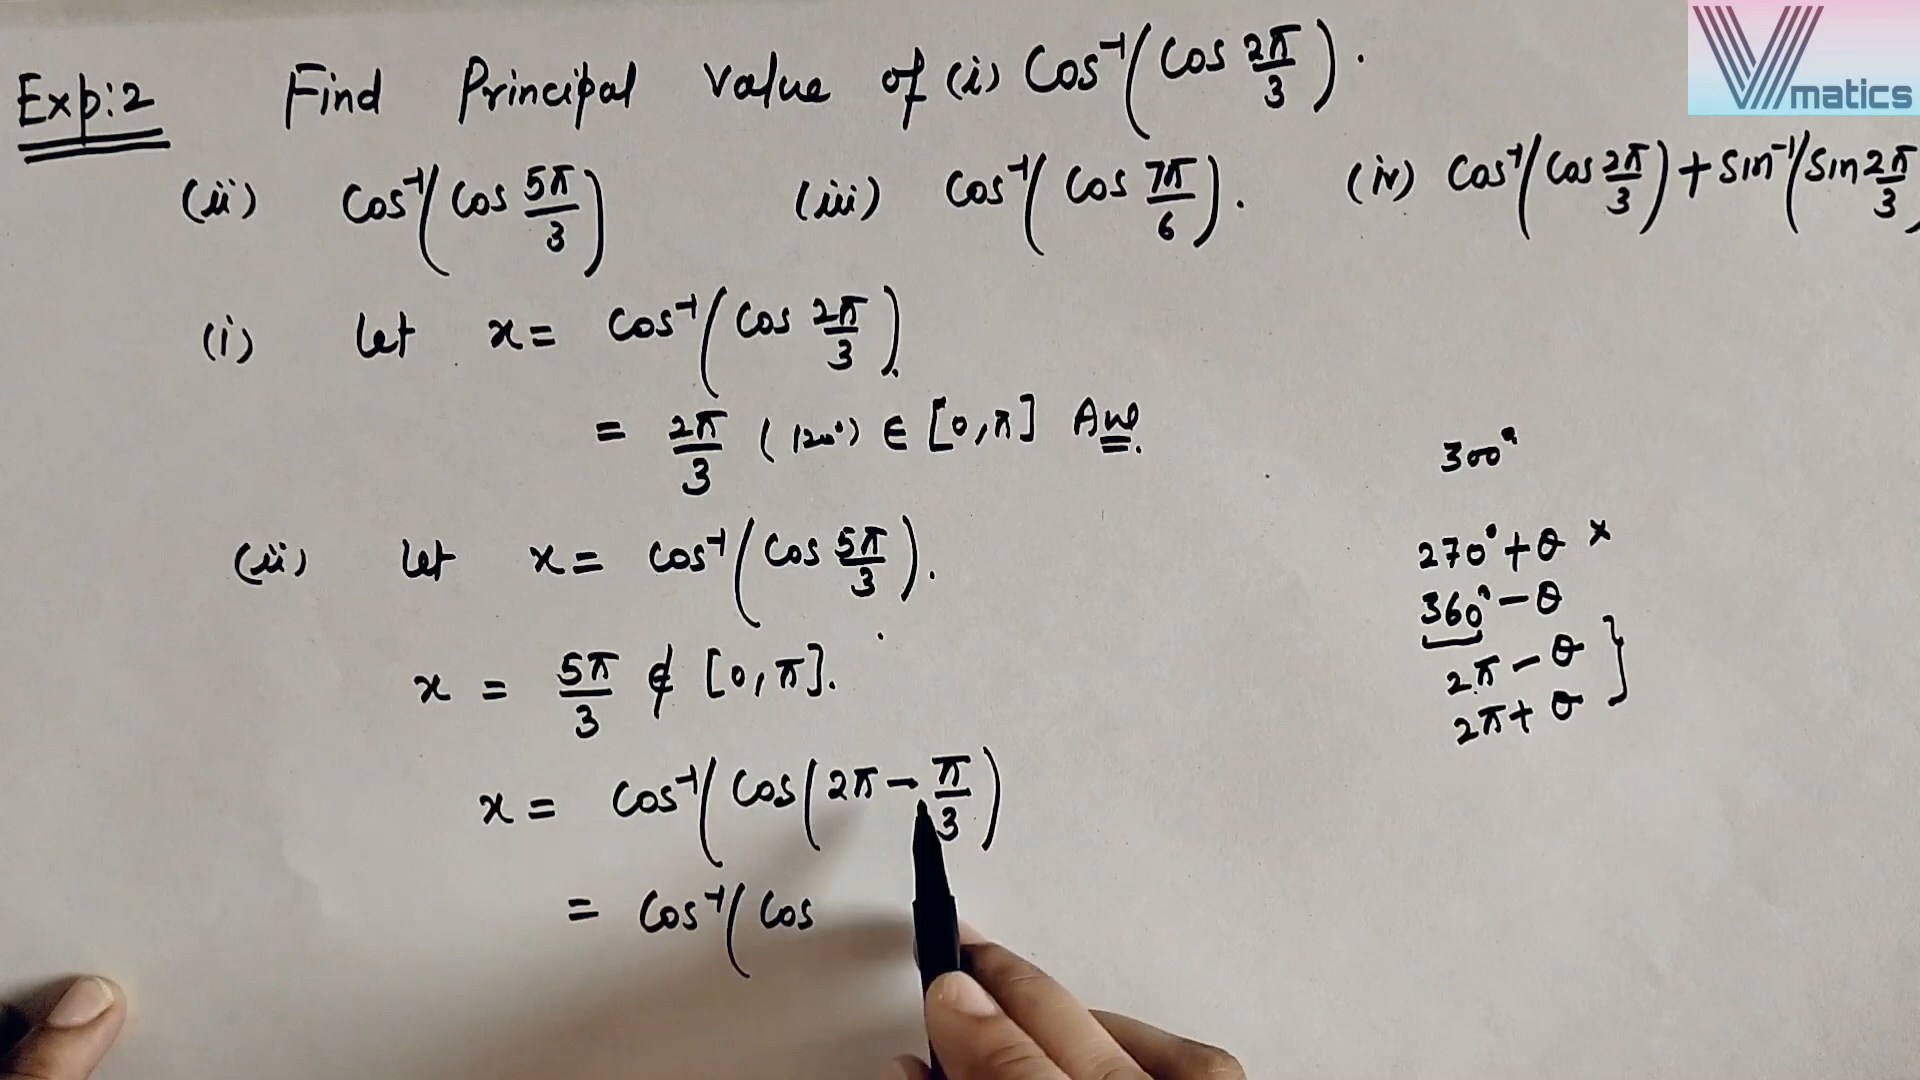 Exp:2 Find Principal value of (i) Cos⁻¹(Cos 2π/3).
Vmatics
(ii) Cos⁻¹(Cos 5π/3) (iii) Cos⁻¹(Cos 7π/6). (iv) Cos⁻¹(Cos 2π/3) + Sin⁻¹(Sin 2π/3)
(i) let x = Cos⁻¹(Cos 2π/3).
= 2π/3 (120°) ∈ [0,π] Ans.
(ii) let x = Cos⁻¹(Cos 5π/3).
x = 5π/3 ∉ [0,π].
x = Cos⁻¹(Cos(2π - π/3)
= Cos⁻¹(Cos
300°
270°+θ ×
360°-θ
2π-θ
2π+θ }